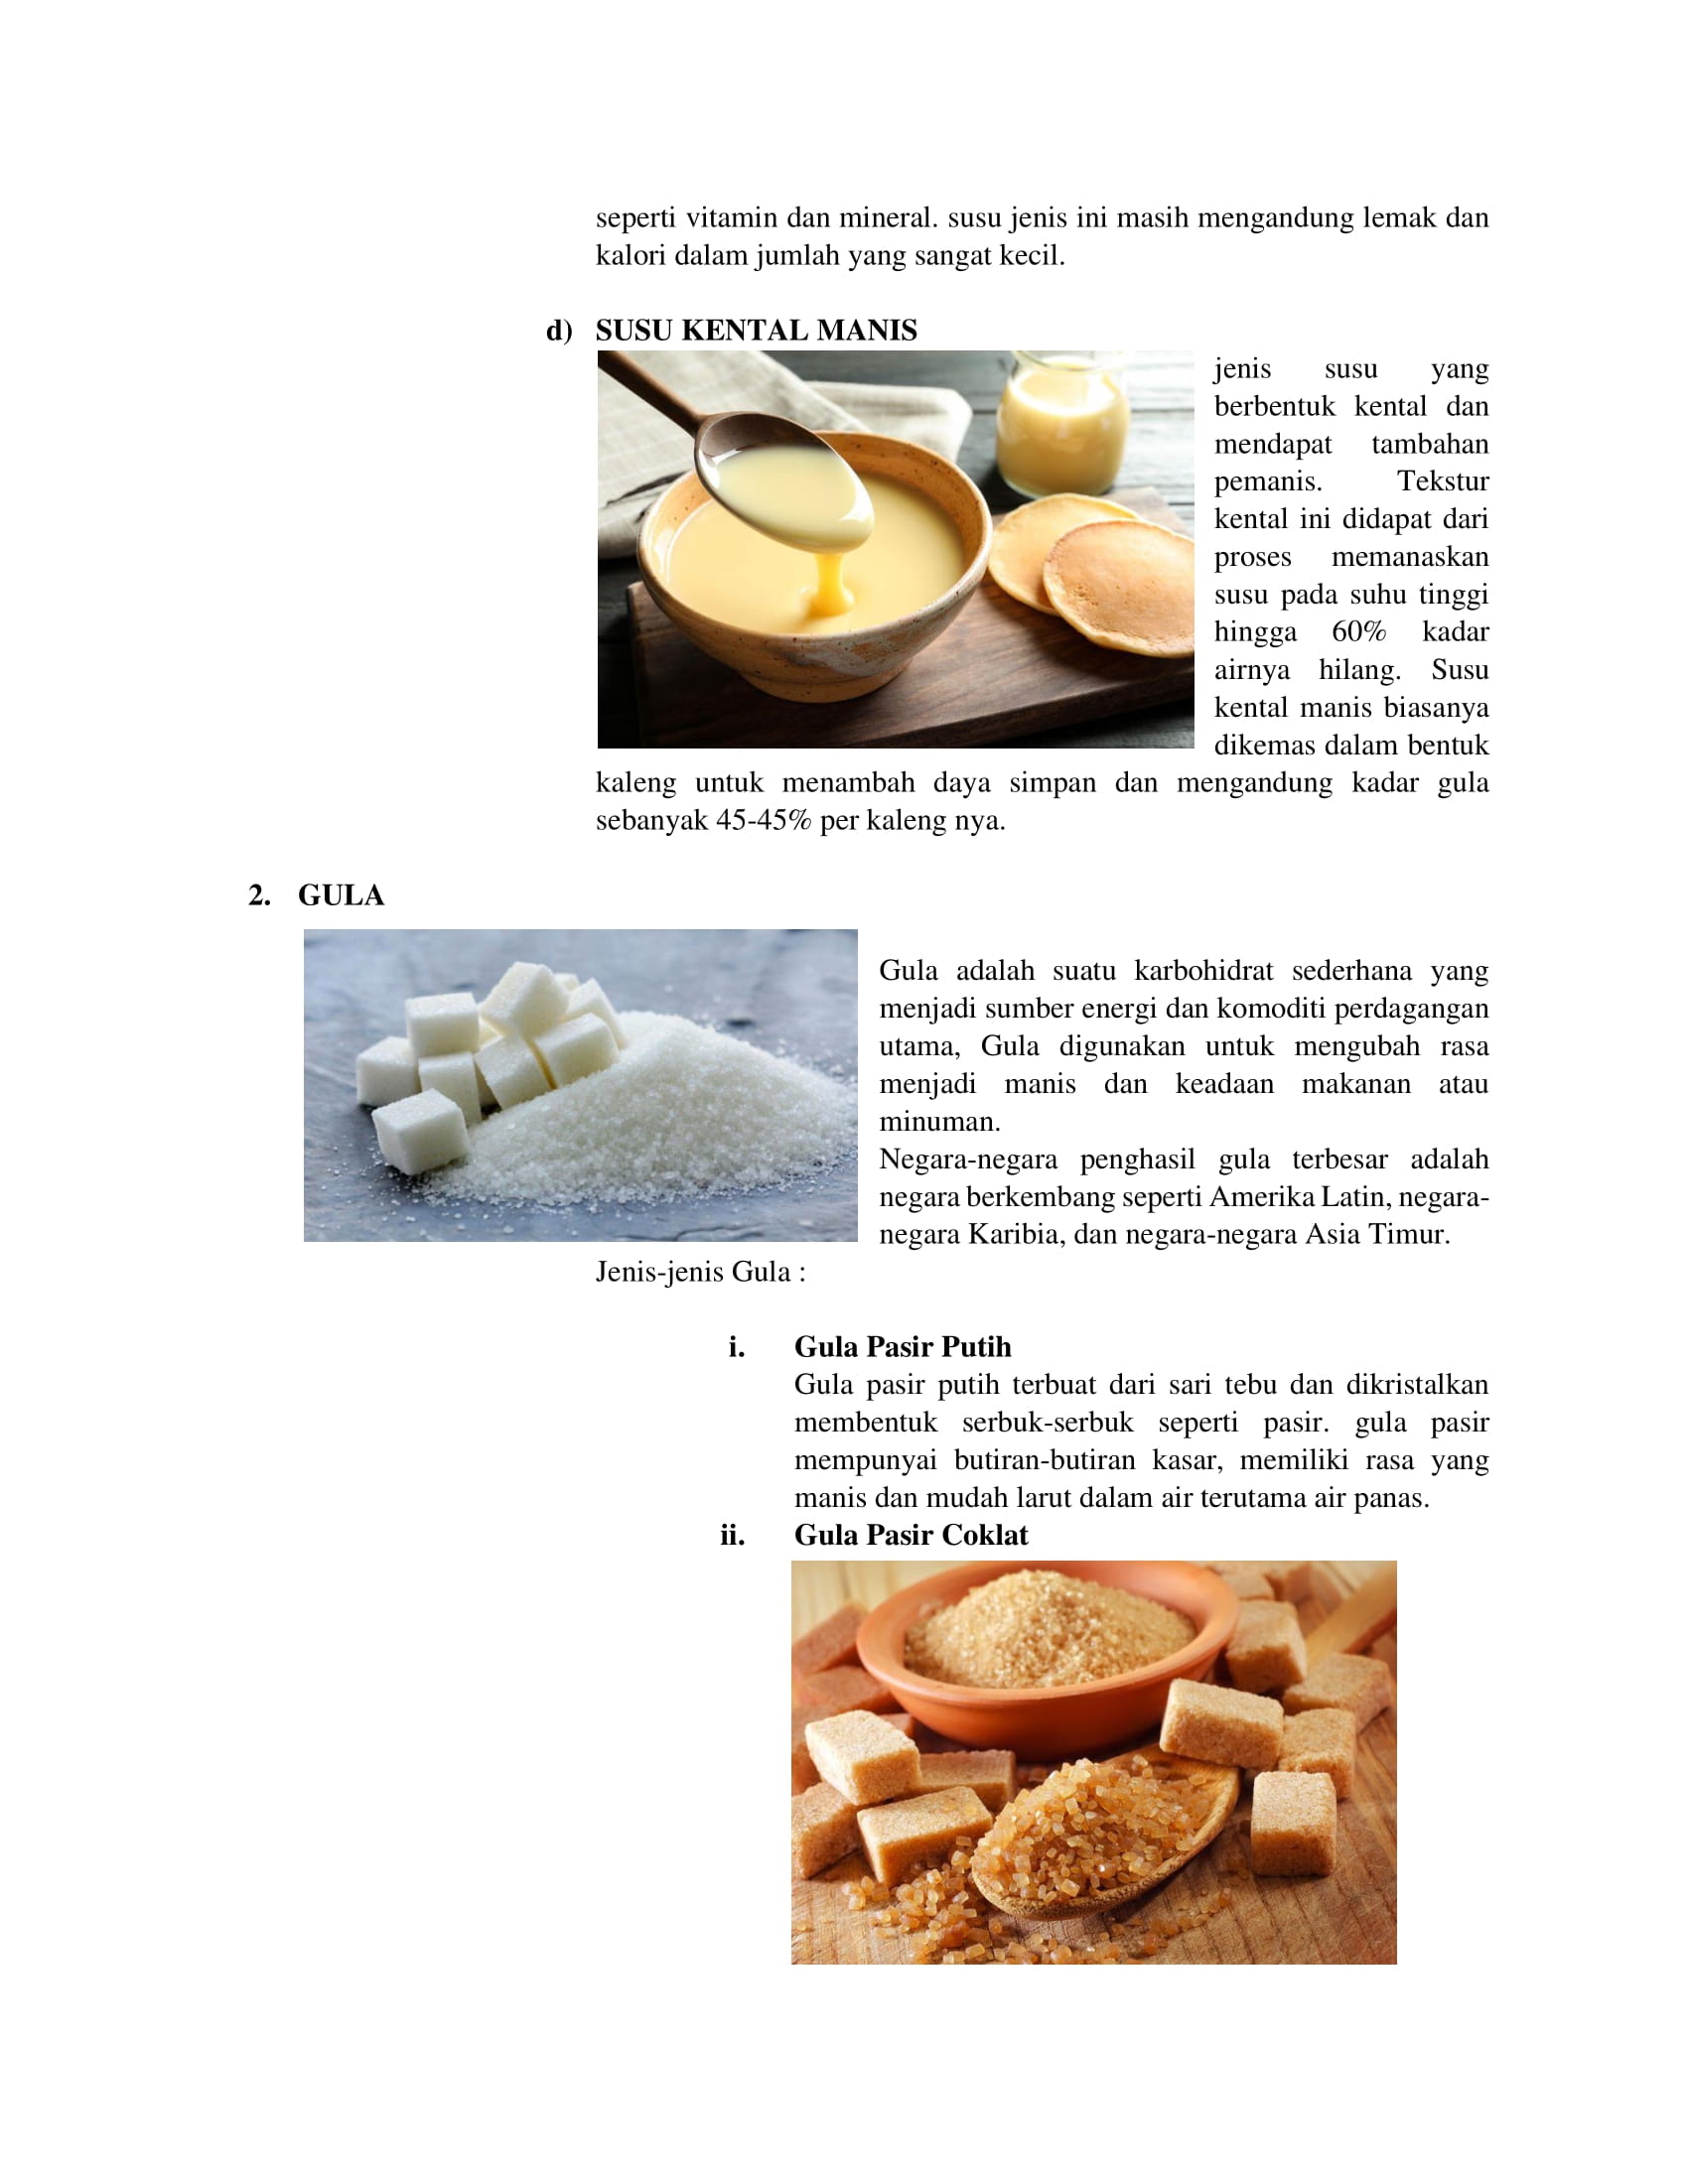 seperti vitamin dan mineral. susu jenis ini masih mengandung lemak dan
kalori dalam jumlah yang sangat kecil.
d) SUSU KENTAL MANIS
jenis susu yang
berbentuk kental dan
mendapat tambahan
pemanis. Tekstur
kental ini didapat dari
proses memanaskan
susu pada suhu tinggi
hingga 60% kadar
airnya hilang. Susu
kental manis biasanya
dikemas dalam bentuk
kaleng untuk menambah daya simpan dan mengandung kadar gula
sebanyak 45-45% per kaleng nya.
2. GULA
Gula adalah suatu karbohidrat sederhana yang
menjadi sumber energi dan komoditi perdagangan
utama, Gula digunakan untuk mengubah rasa
menjadi manis dan keadaan makanan atau
minuman.
Negara-negara penghasil gula terbesar adalah
negara berkembang seperti Amerika Latin, negara-
negara Karibia, dan negara-negara Asia Timur.
Jenis-jenis Gula :
i. Gula Pasir Putih
Gula pasir putih terbuat dari sari tebu dan dikristalkan
membentuk serbuk-serbuk seperti pasir. gula pasir
mempunyai butiran-butiran kasar, memiliki rasa yang
manis dan mudah larut dalam air terutama air panas.
ii. Gula Pasir Coklat